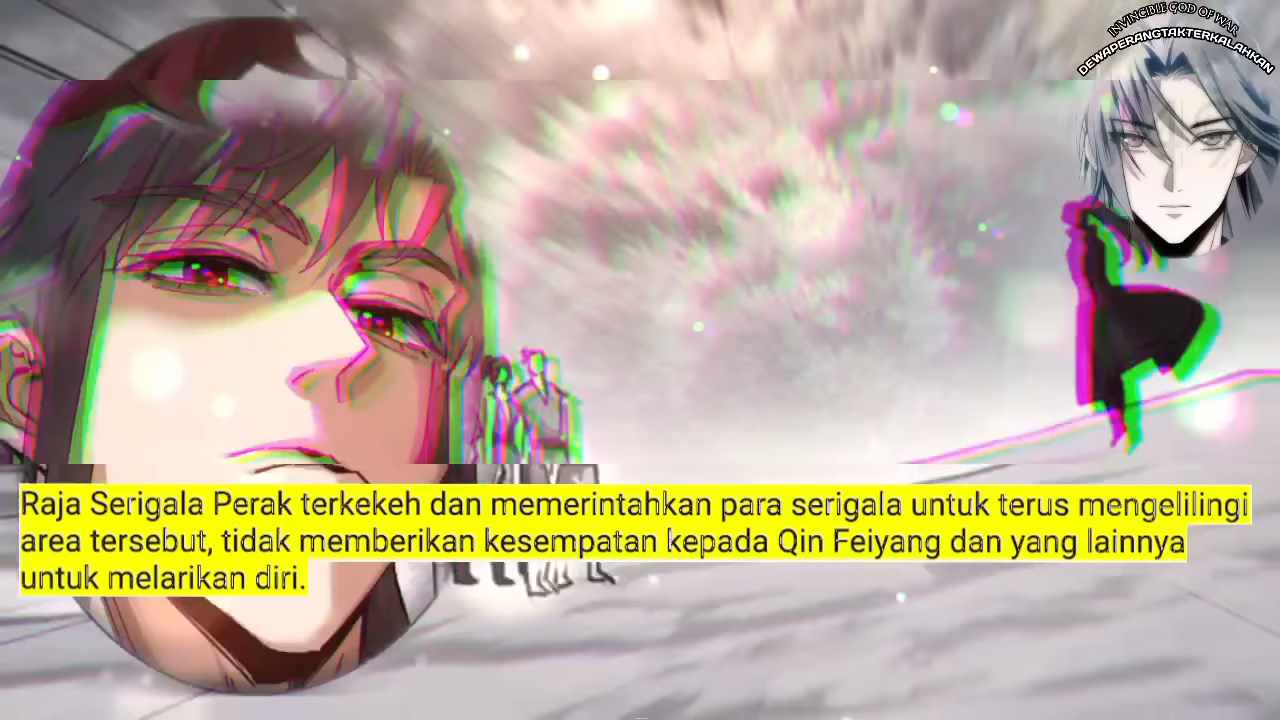 INVINCIBLE GOD OF WAR
DEWAPERANGTAKTERKALAHKAN
Raja Serigala Perak terkekeh dan memerintahkan para serigala untuk terus mengelilingi
area tersebut, tidak memberikan kesempatan kepada Qin Feiyang dan yang lainnya
untuk melarikan diri.